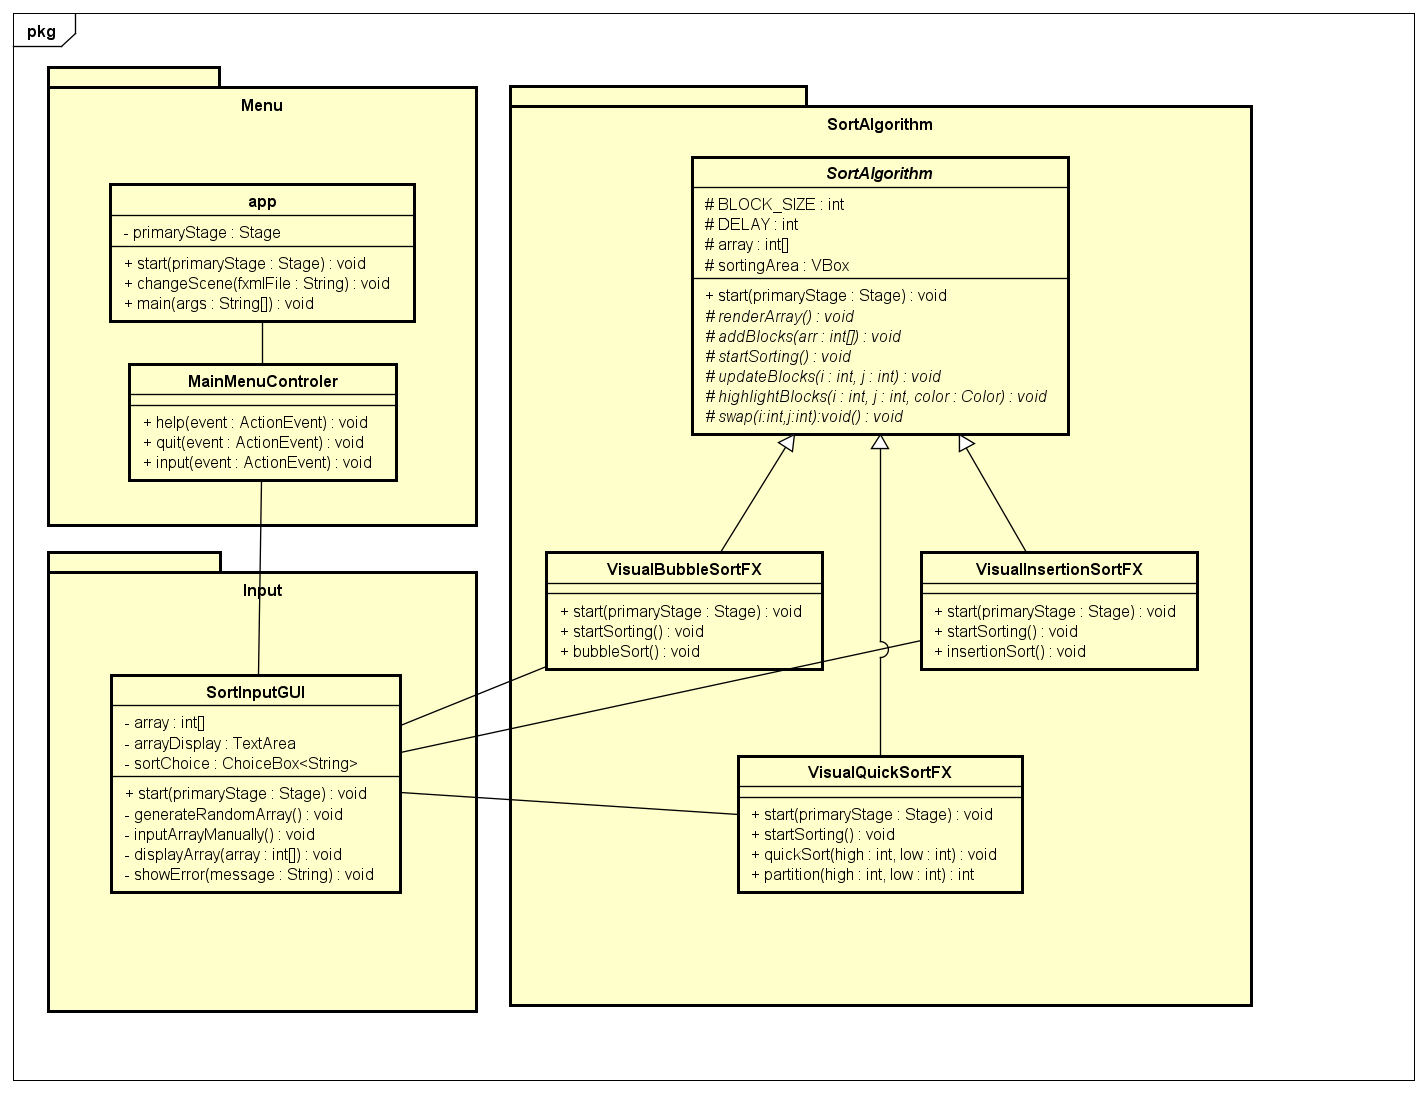 pkg
Menu
app
- primaryStage : Stage
+ start(primaryStage : Stage) : void
+ changeScene(fxmlFile : String) : void
+ main(args : String[]) : void
MainMenuControler
+ help(event : ActionEvent) : void
+ quit(event : ActionEvent) : void
+ input(event : ActionEvent) : void
Input
SortInputGUI
- array : int[]
- arrayDisplay : TextArea
- sortChoice : ChoiceBox<String>
+ start(primaryStage : Stage) : void
- generateRandomArray() : void
- inputArrayManually() : void
- displayArray(array : int[]) : void
- showError(message : String) : void
SortAlgorithm
SortAlgorithm
# BLOCK_SIZE : int
# DELAY : int
# array : int[]
# sortingArea : VBox
+ start(primaryStage : Stage) : void
# renderArray() : void
# addBlocks(arr : int[]) : void
# startSorting() : void
# updateBlocks(i : int, j : int) : void
# highlightBlocks(i : int, j : int, color : Color) : void
# swap(i:int,j:int):void() : void
VisualBubbleSortFX
+ start(primaryStage : Stage) : void
+ startSorting() : void
+ bubbleSort() : void
VisualInsertionSortFX
+ start(primaryStage : Stage) : void
+ startSorting() : void
+ insertionSort() : void
VisualQuickSortFX
+ start(primaryStage : Stage) : void
+ startSorting() : void
+ quickSort(high : int, low : int) : void
+ partition(high : int, low : int) : int